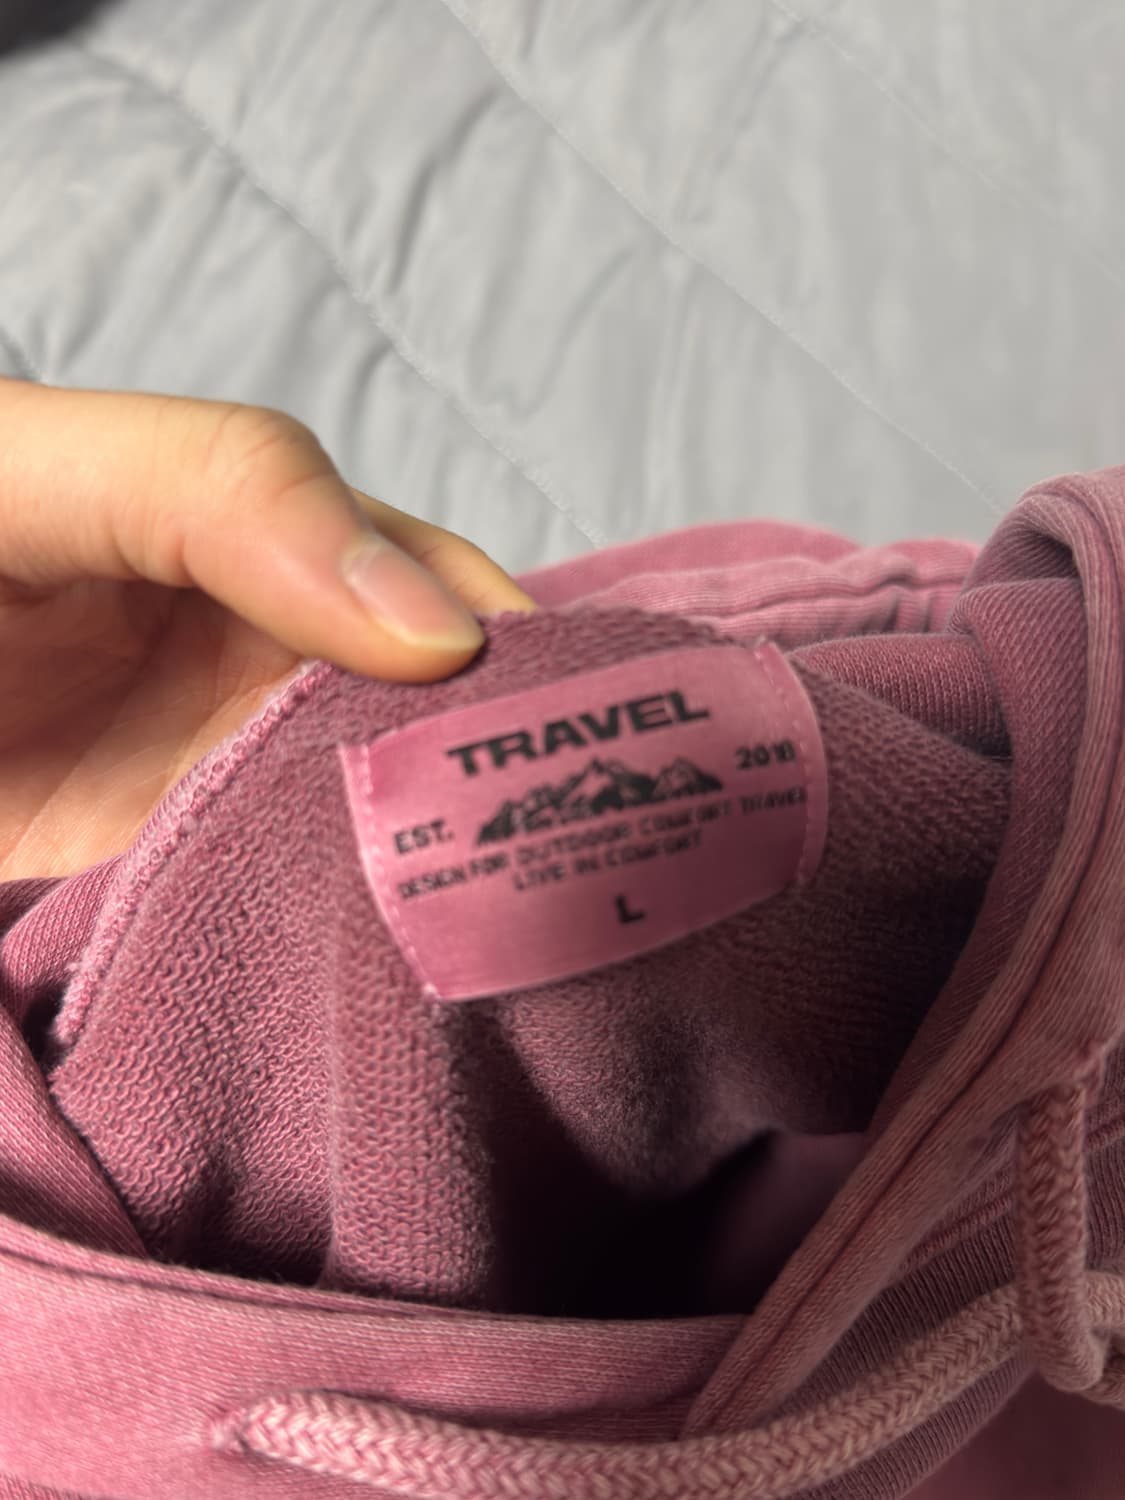 TRAVEL
EST. 2018
DESIGN FOR OUTDOOR COMFORT TRAVEL
LIVE IN COMFORT
L